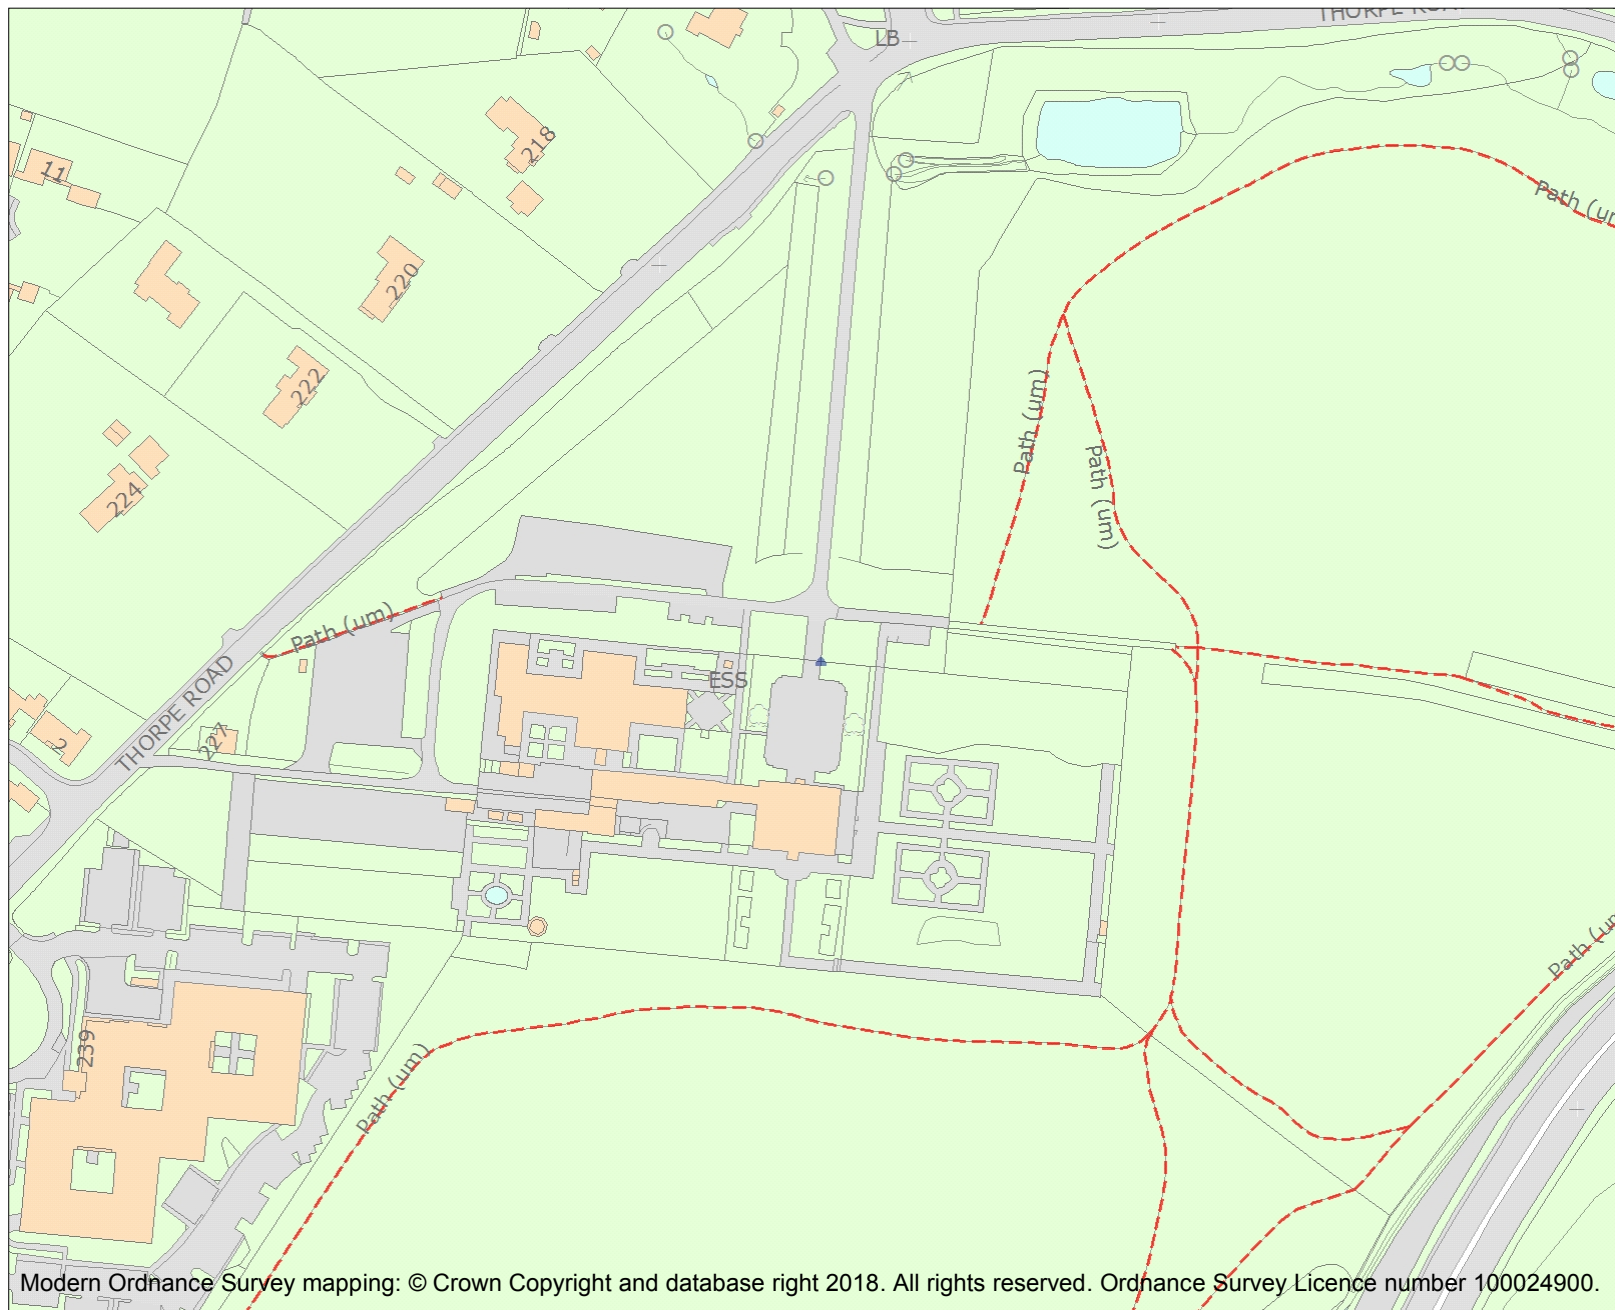 THORPE ROAD
LB
218
11
Path (um)
220
222
Path (um)
Path (um)
224
Path (um)
THORPE ROAD
ESS
227
2
Path (um)
239
Path (um)
Modern Ordnance Survey mapping: © Crown Copyright and database right 2018. All rights reserved. Ordnance Survey Licence number 100024900.